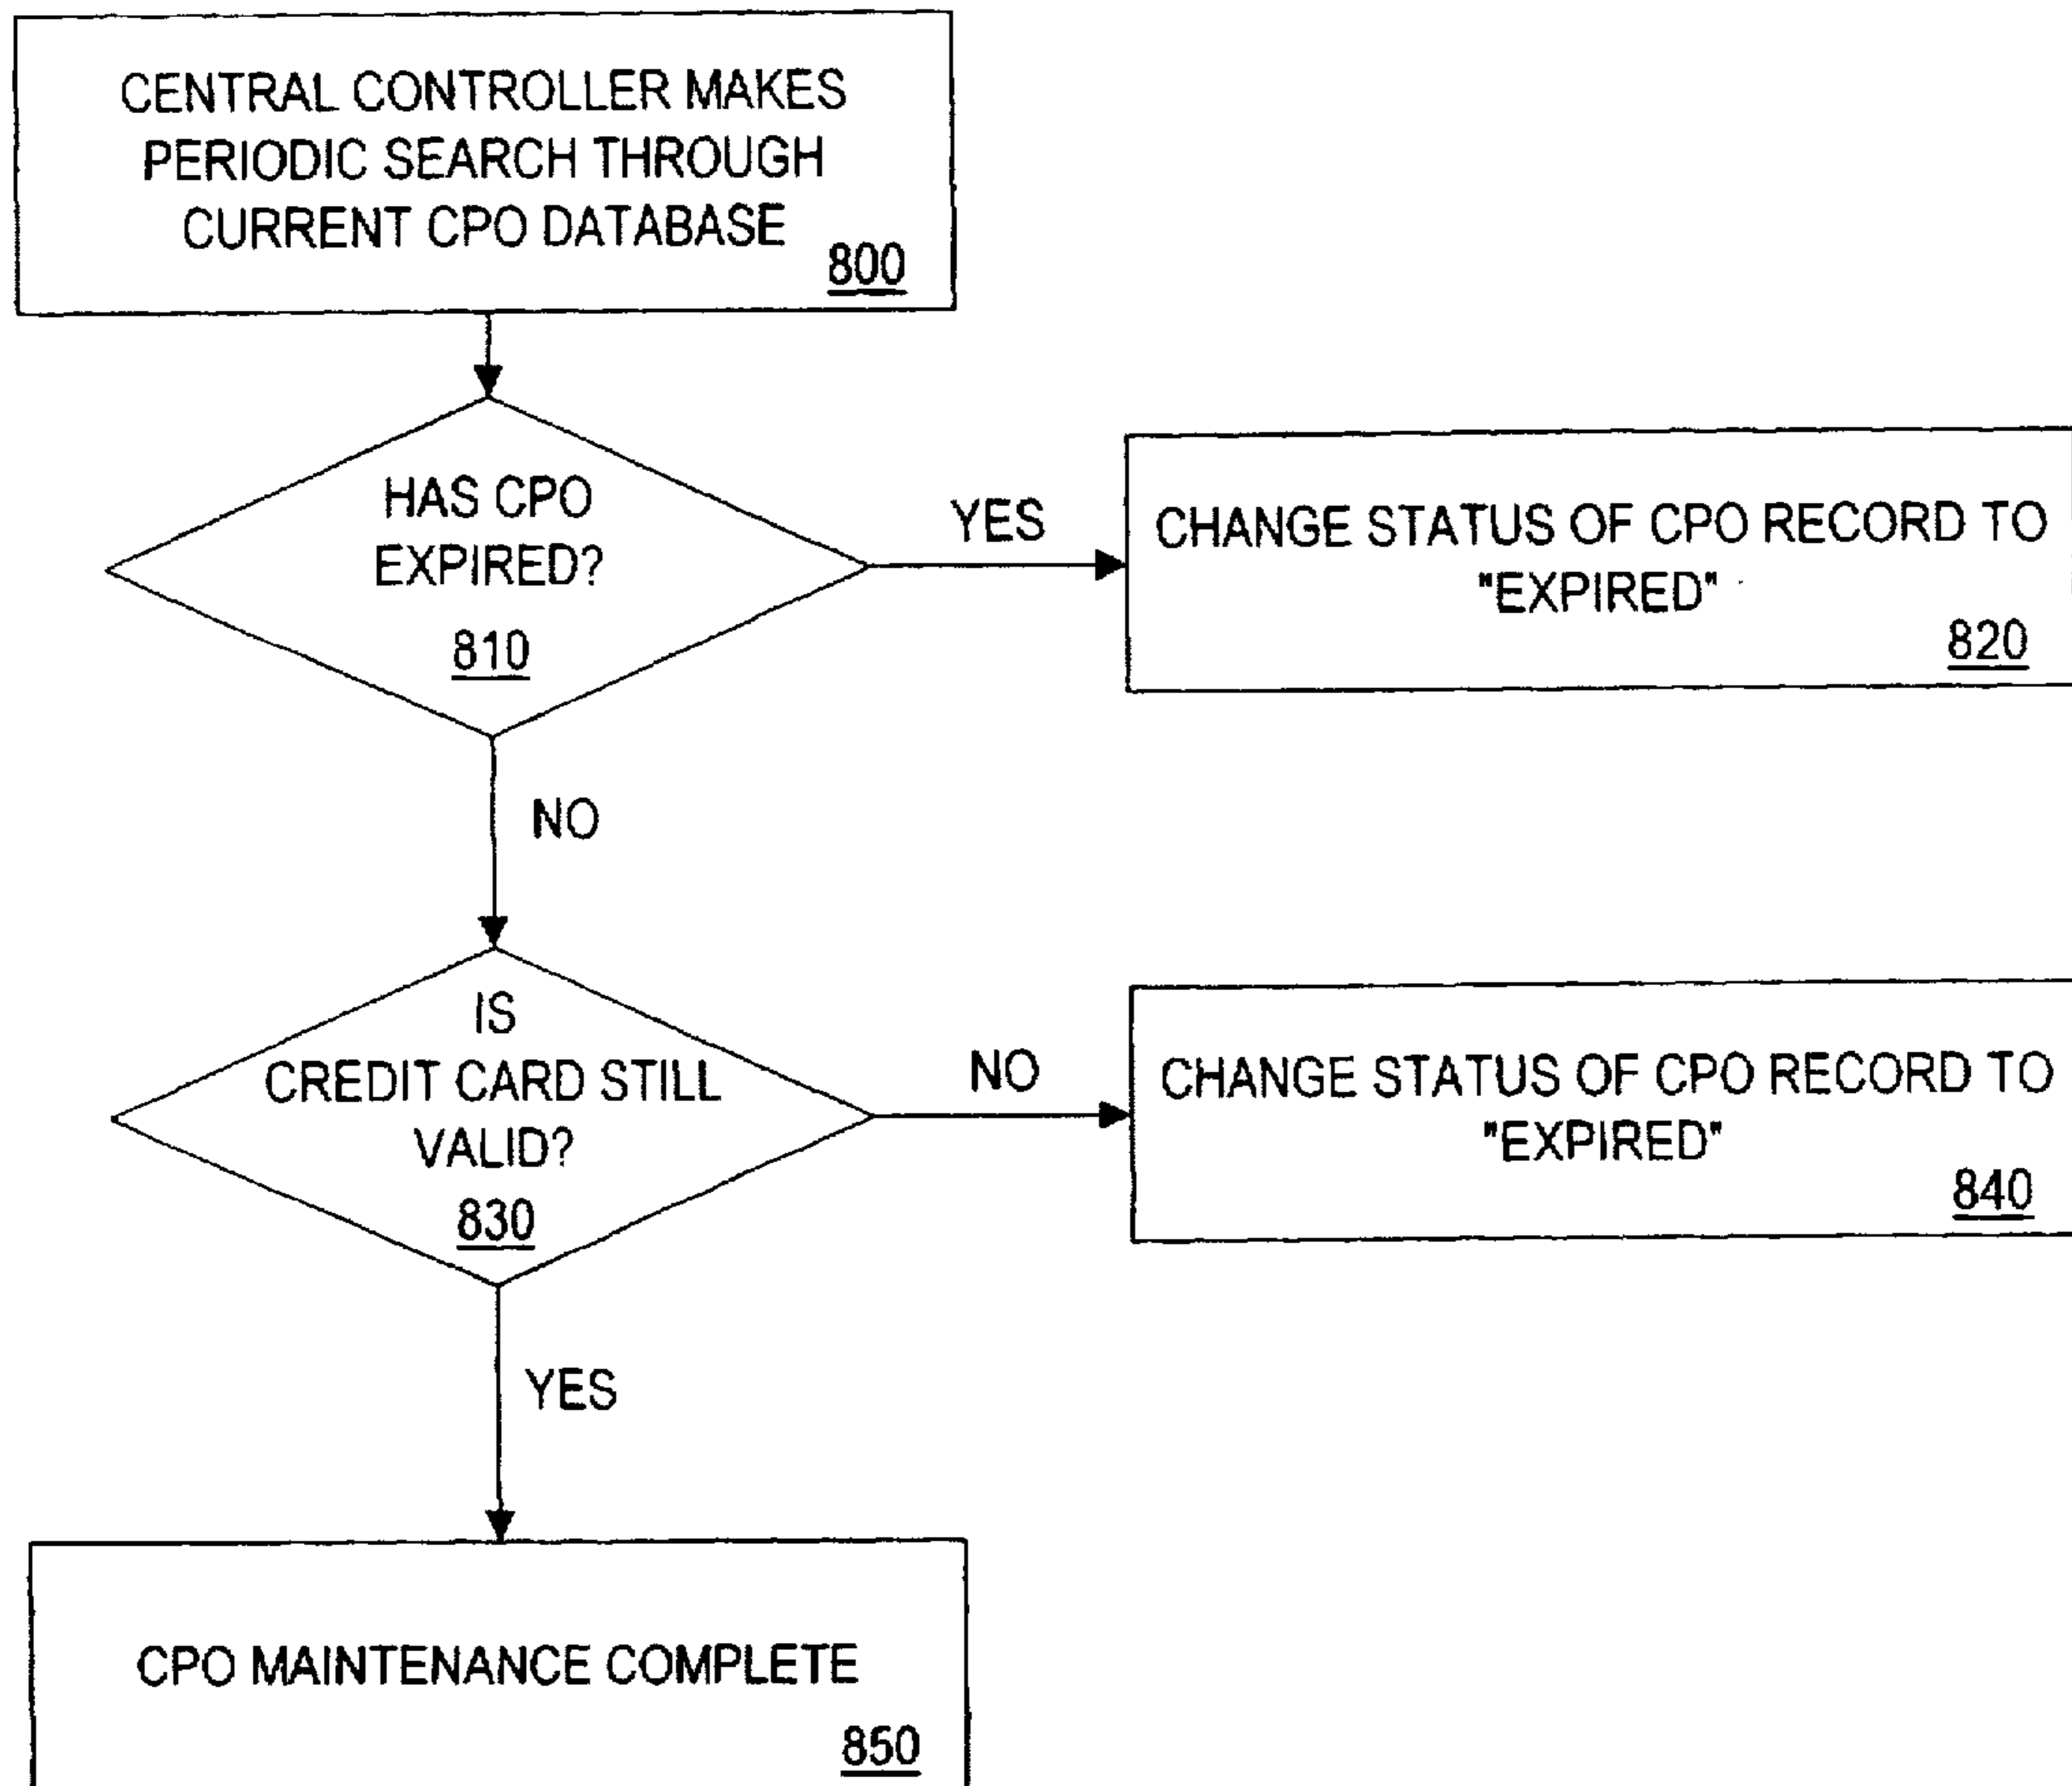 CENTRAL CONTROLLER MAKES
PERIODIC SEARCH THROUGH
CURRENT CPO DATABASE
800
HAS CPO
EXPIRED?
810
YES
CHANGE STATUS OF CPO RECORD TO
"EXPIRED"
820
NO
IS
CREDIT CARD STILL
VALID?
830
NO
CHANGE STATUS OF CPO RECORD TO
"EXPIRED"
840
YES
CPO MAINTENANCE COMPLETE
850